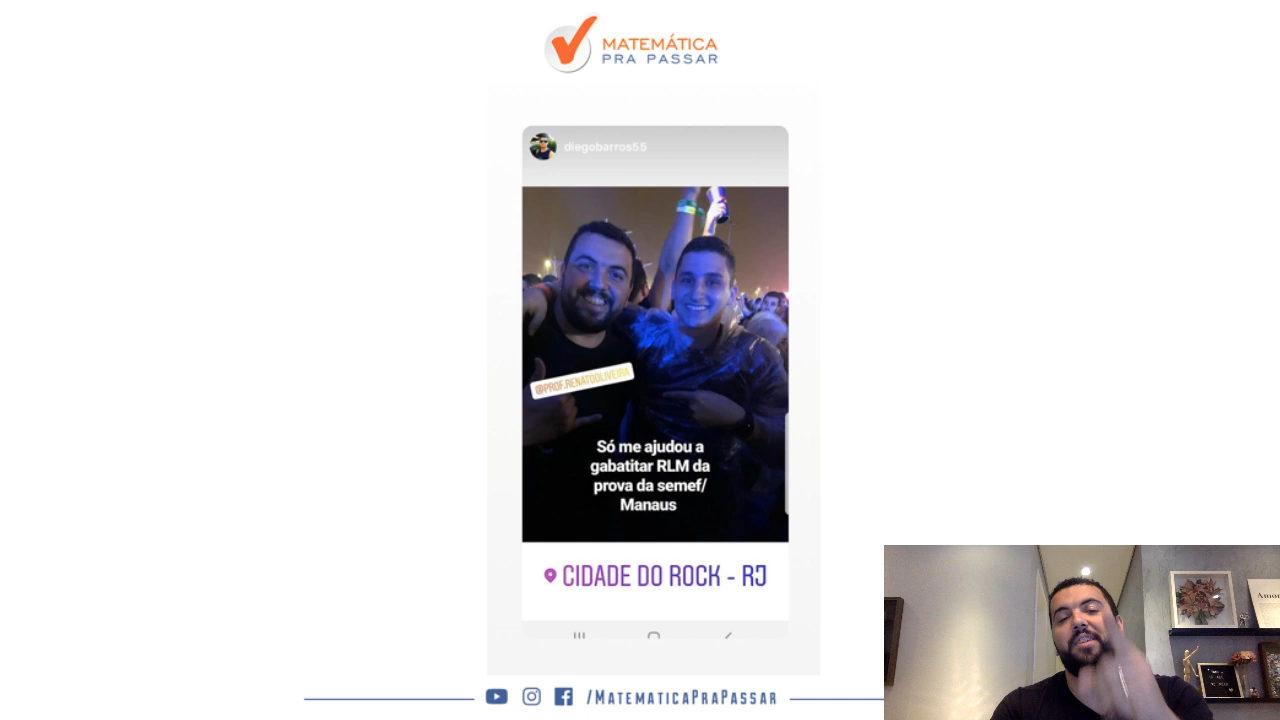 MATEMÁTICA
PRA PASSAR
diegobarros55
@PROF.RENATOOLIVEIRA
Só me ajudou a
gabatitar RLM da
prova da semef/
Manaus
CIDADE DO ROCK - RJ
/MATEMATICAPRAPASSAR
Amor